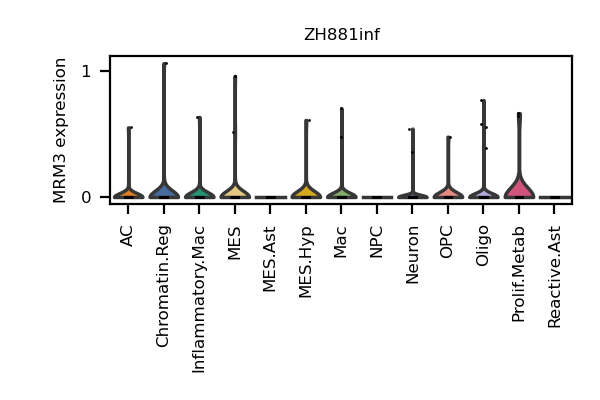 ZH881inf
MRM3 expression
1
0
AC
Chromatin.Reg
Inflammatory.Mac
MES
MES.Ast
MES.Hyp
Mac
NPC
Neuron
OPC
Oligo
Prolif.Metab
Reactive.Ast